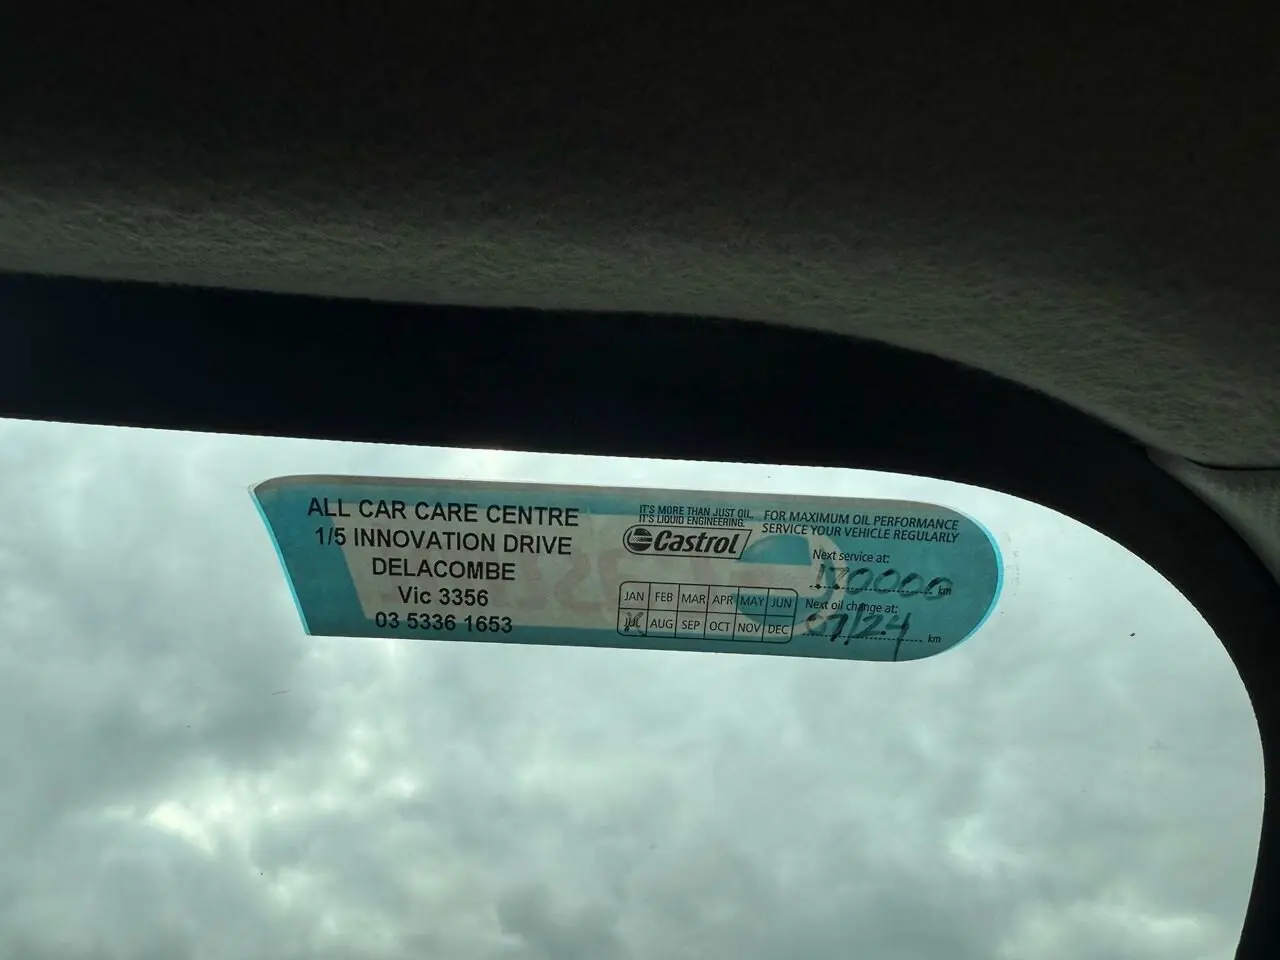 ALL CAR CARE CENTRE
1/5 INNOVATION DRIVE
DELACOMBE
Vic 3356
03 5336 1653
IT'S MORE THAN JUST OIL.
IT'S LIQUID ENGINEERING.
Castrol
FOR MAXIMUM OIL PERFORMANCE
SERVICE YOUR VEHICLE REGULARLY
Next service at:
170000 km
Next oil change at:
07/24 km
JAN FEB MAR APR MAY JUN
JUL AUG SEP OCT NOV DEC